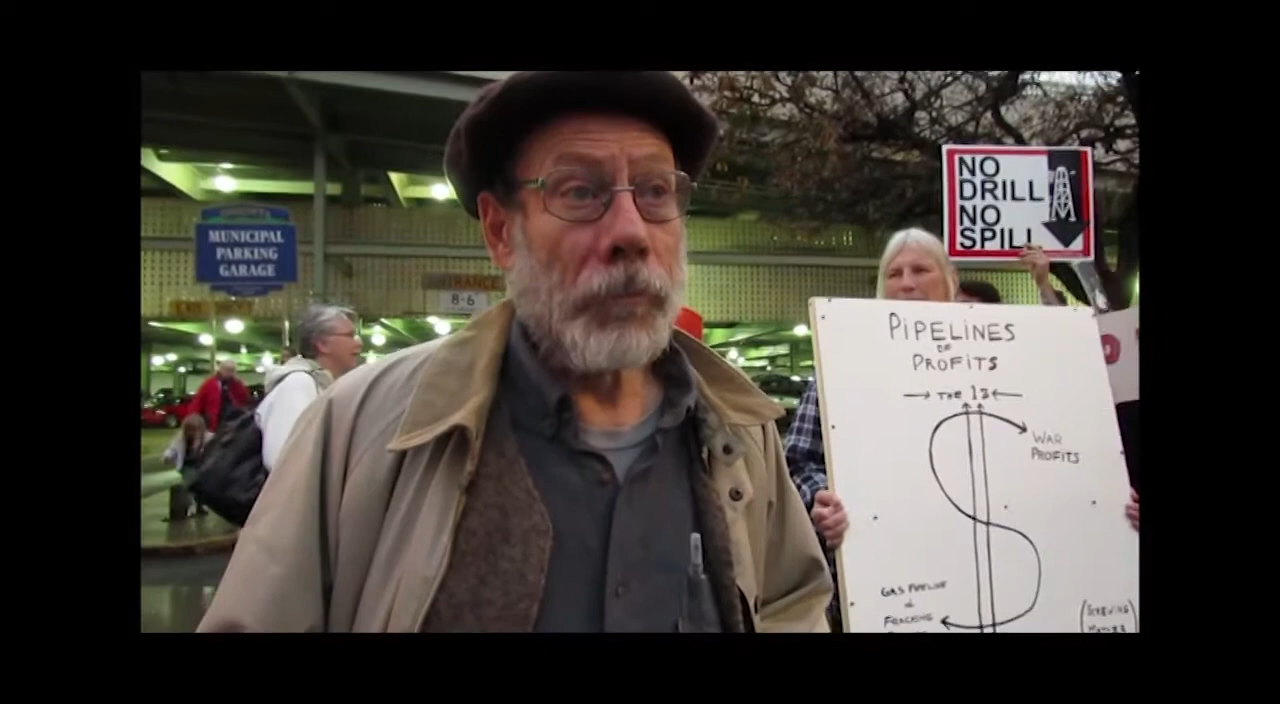 MUNICIPAL
PARKING
GARAGE
8-6
NO
DRILL
NO
SPILL
PIPELINES
OF
PROFITS
THE 1%
WAR
PROFITS
GAS PIPELINE
FRACKING